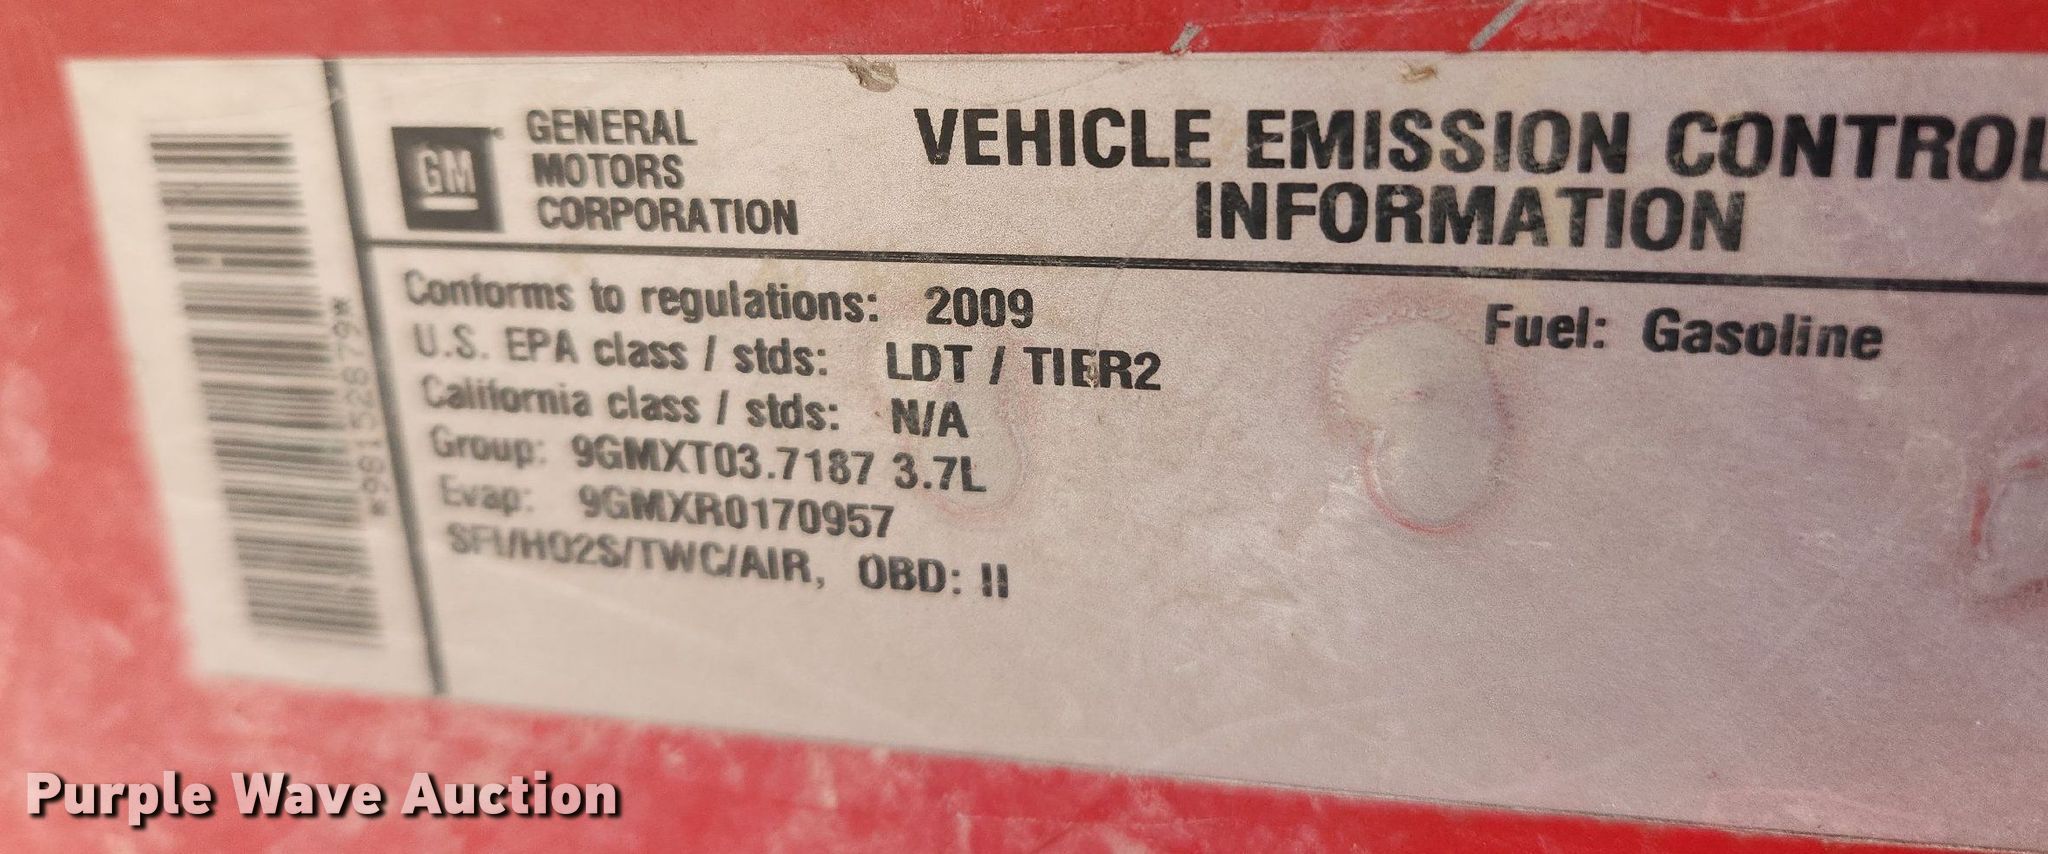 *981528879*
GM
GENERAL
MOTORS
CORPORATION
VEHICLE EMISSION CONTROL
INFORMATION
Conforms to regulations: 2009
Fuel: Gasoline
U.S. EPA class / stds: LDT / TIER2
California class / stds: N/A
Group: 9GMXT03.7187 3.7L
Evap: 9GMXR0170957
SFI/HO2S/TWC/AIR, OBD: II
Purple Wave Auction